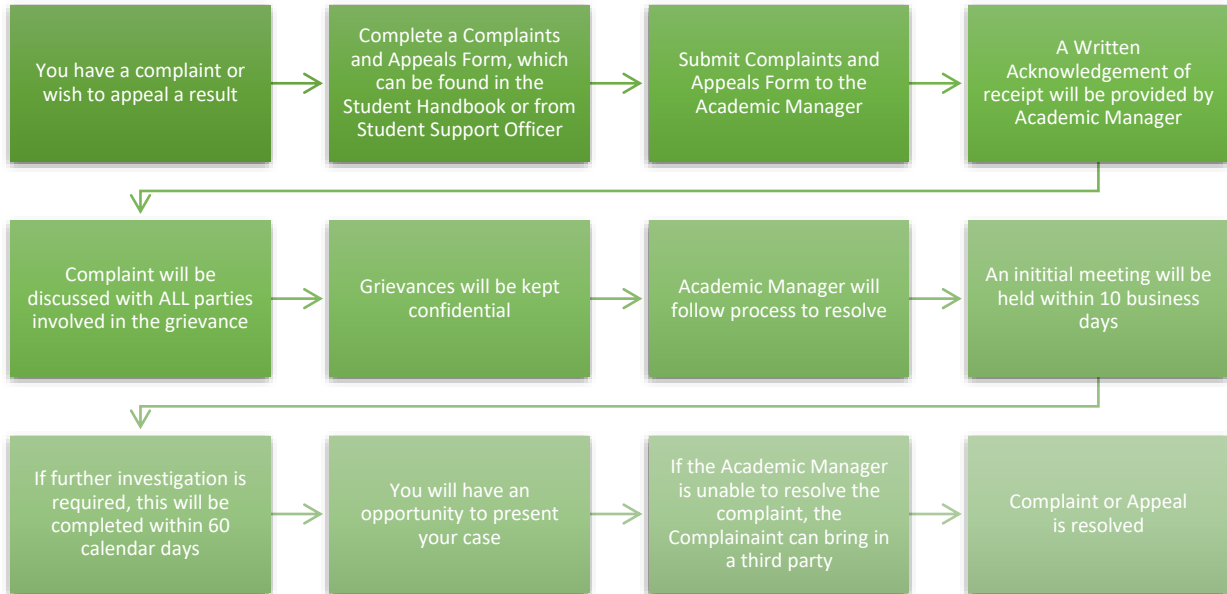 You have a complaint or
wish to appeal a result
Complete a Complaints
and Appeals Form, which
can be found in the
Student Handbook or from
Student Support Officer
Submit Complaints and
Appeals Form to the
Academic Manager
A Written
Acknowledgement of
receipt will be provided by
Academic Manager
Complaint will be
discussed with ALL parties
involved in the grievance
Grievances will be kept
confidential
Academic Manager will
follow process to resolve
An inititial meeting will be
held within 10 business
days
If further investigation is
required, this will be
completed within 60
calendar days
You will have an
opportunity to present
your case
If the Academic Manager
is unable to resolve the
complaint, the
Complainaint can bring in
a third party
Complaint or Appeal
is resolved